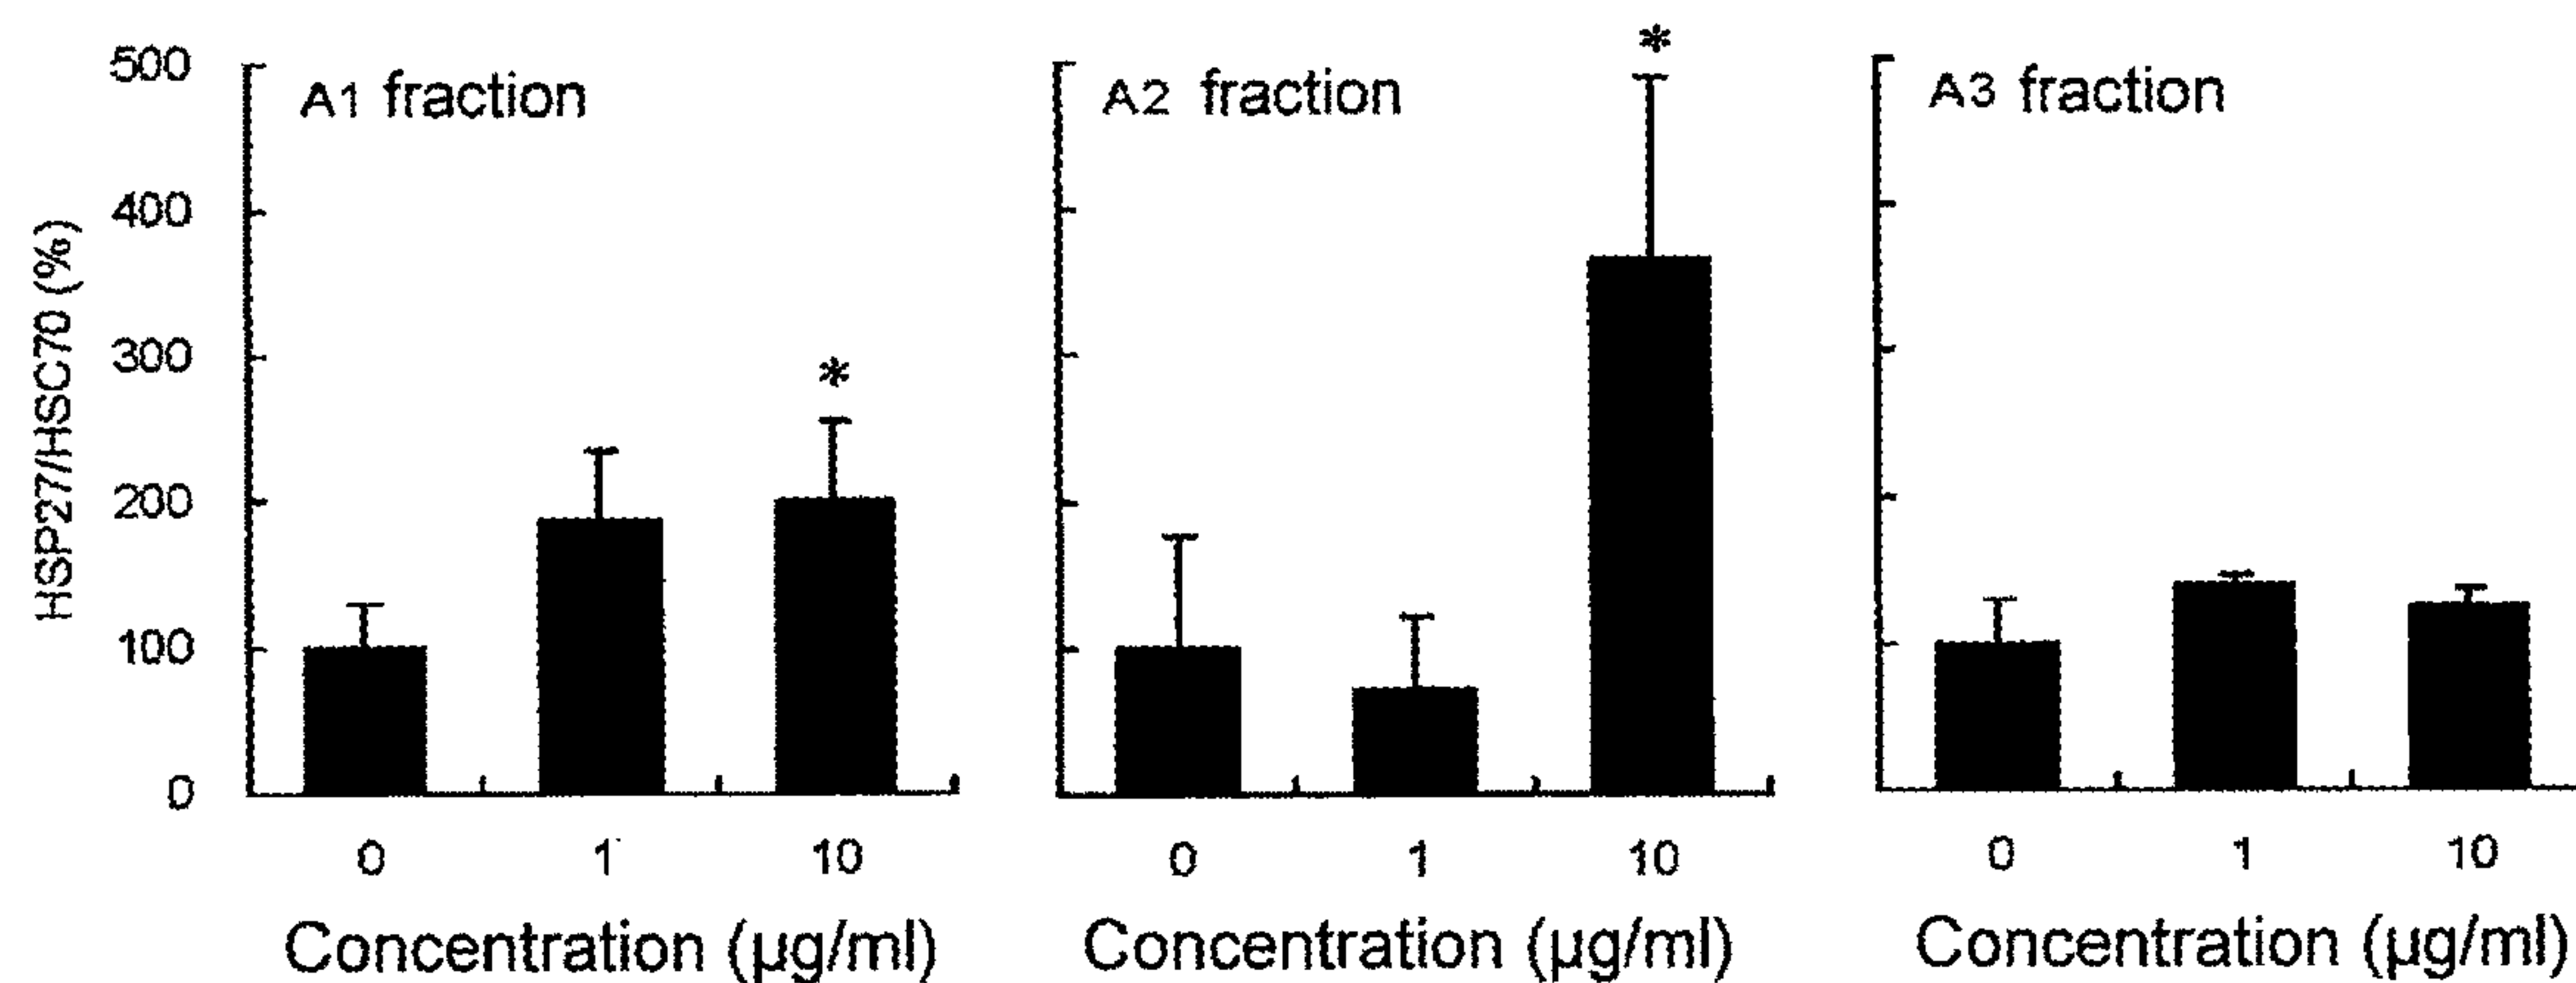 HSP27/HSC70 (%)
500
400
300
200
100
0
A1 fraction
*
0 1 10
Concentration (µg/ml)
A2 fraction
*
0 1 10
Concentration (µg/ml)
A3 fraction
0 1 10
Concentration (µg/ml)